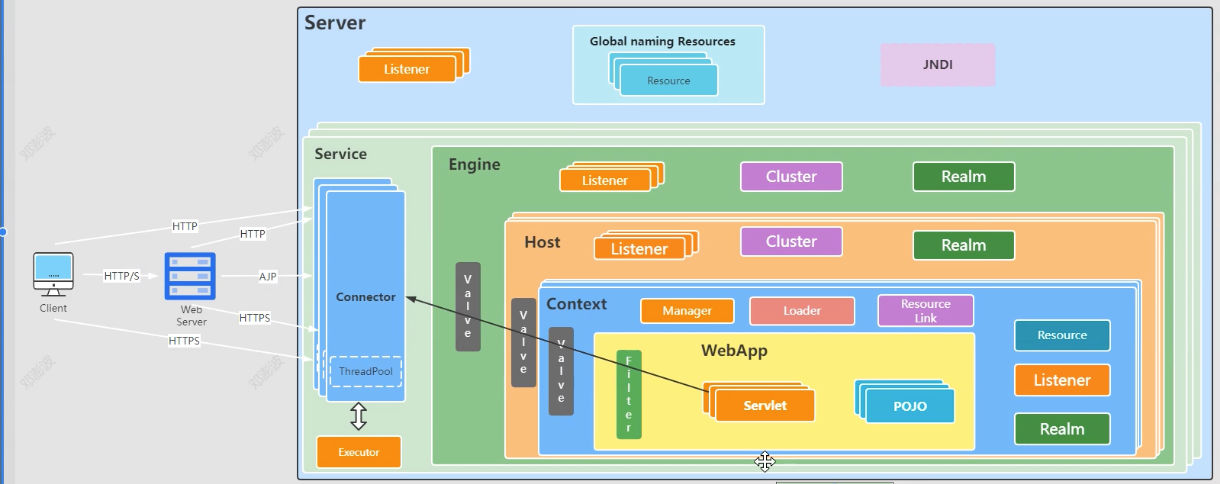 Server
Listener
Global naming Resources
Resource
JNDI
Service
Engine
Listener
Cluster
Realm
HTTP
HTTP
Host
Listener
Cluster
Realm
HTTP/S
AJP
Client
Web
Server
HTTPS
HTTPS
Connector
ThreadPool
Executor
Valve
Valve
Valve
Context
Manager
Loader
Resource
Link
Resource
Listener
Realm
WebApp
Filter
Servlet
POJO